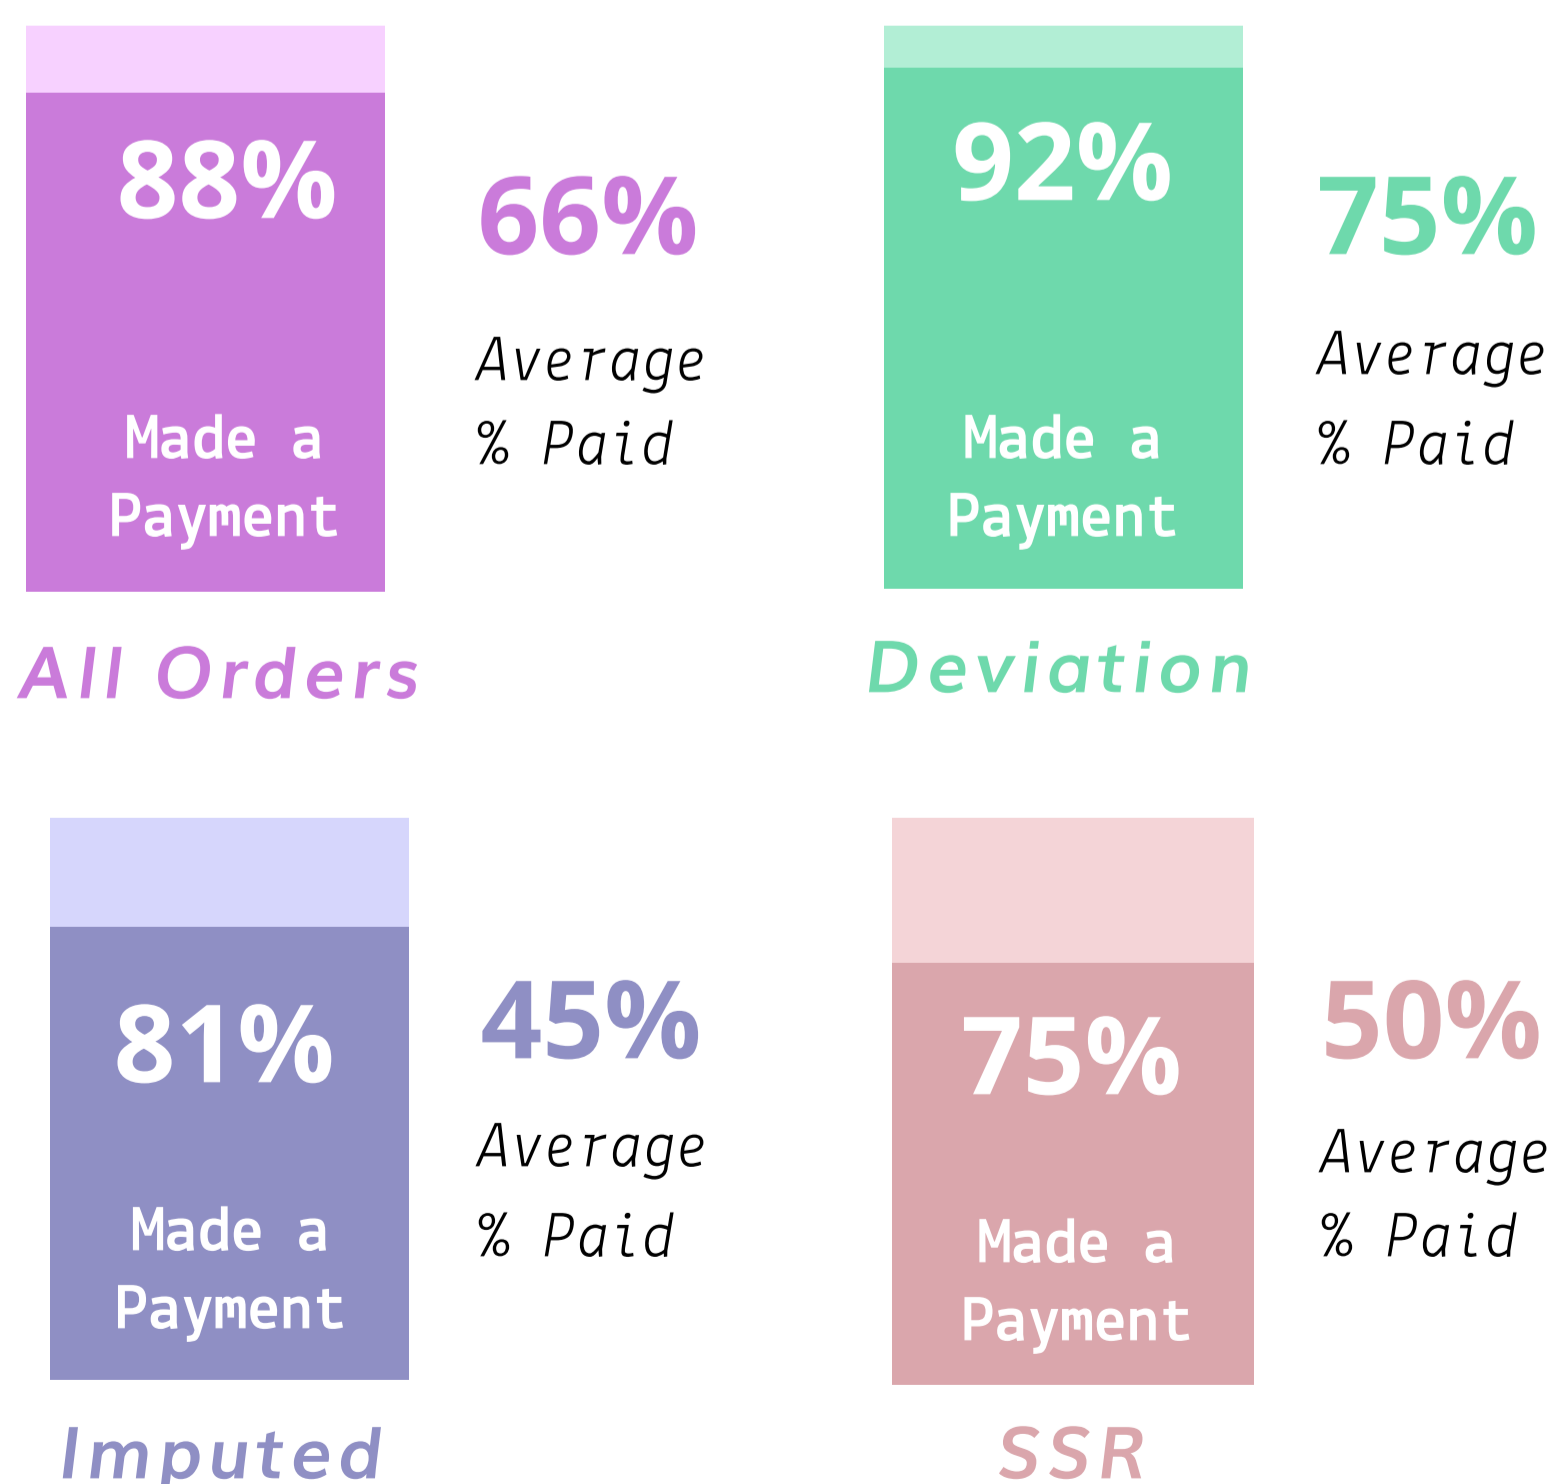 88%
Made a
Payment
66%
Average
% Paid
All Orders
92%
Made a
Payment
75%
Average
% Paid
Deviation
81%
Made a
Payment
45%
Average
% Paid
Imputed
75%
Made a
Payment
50%
Average
% Paid
SSR